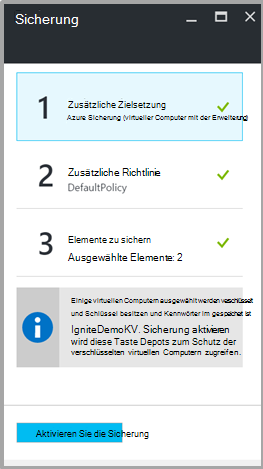 Sicherung
1
Zusätzliche Zielsetzung
Azure Sicherung (virtueller Computer mit der Erweiterung)
2
Zusätzliche Richtlinie
DefaultPolicy
3
Elemente zu sichern
Ausgewählte Elemente: 2
Einige virtuellen Computern ausgewählt werden verschlüsselt
und Schlüssel besitzen und Kennwörter im gespeichert ist
IgniteDemoKV. Sicherung aktivieren
wird diese Taste Depots zum Schutz der
verschlüsselten virtuellen Computern zugreifen.
Aktivieren Sie die Sicherung